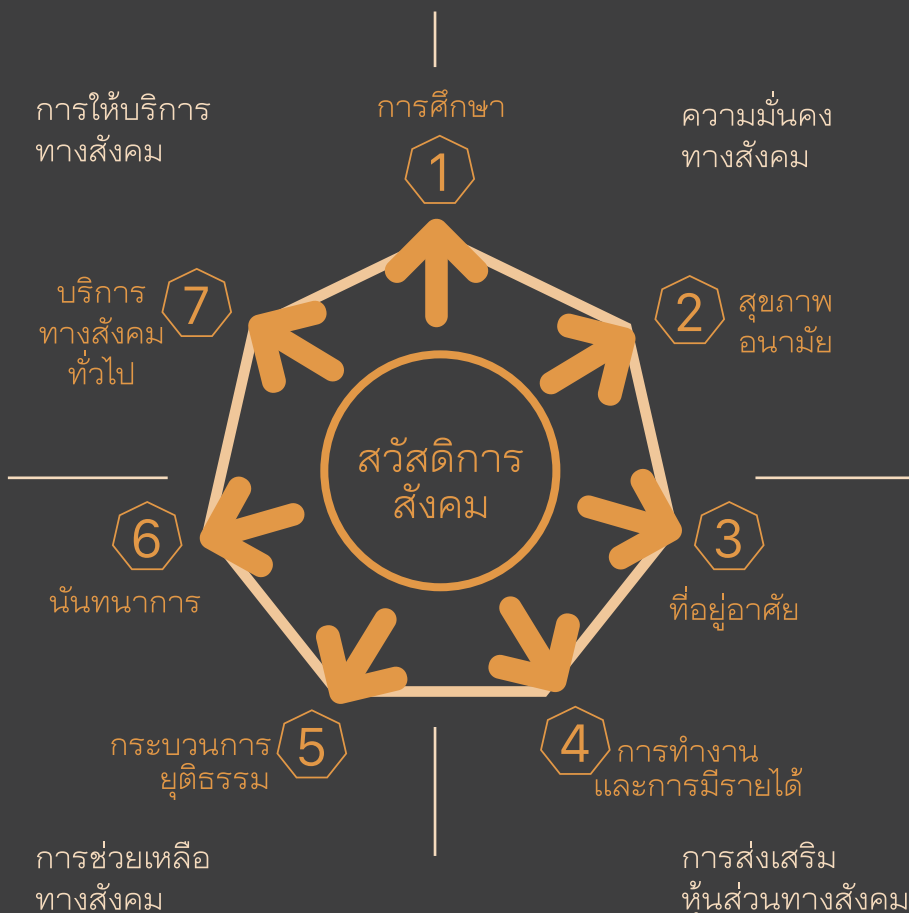 การให้บริการ
ทางสังคม
การศึกษา
1
ความมั่นคง
ทางสังคม
บริการ
ทางสังคม
ทั่วไป
7
2
สุขภาพ
อนามัย
สวัสดิการ
สังคม
6
นันทนาการ
3
ที่อยู่อาศัย
กระบวนการ
ยุติธรรม
5
4
การทำงาน
และการมีรายได้
การช่วยเหลือ
ทางสังคม
การส่งเสริม
หุ้นส่วนทางสังคม